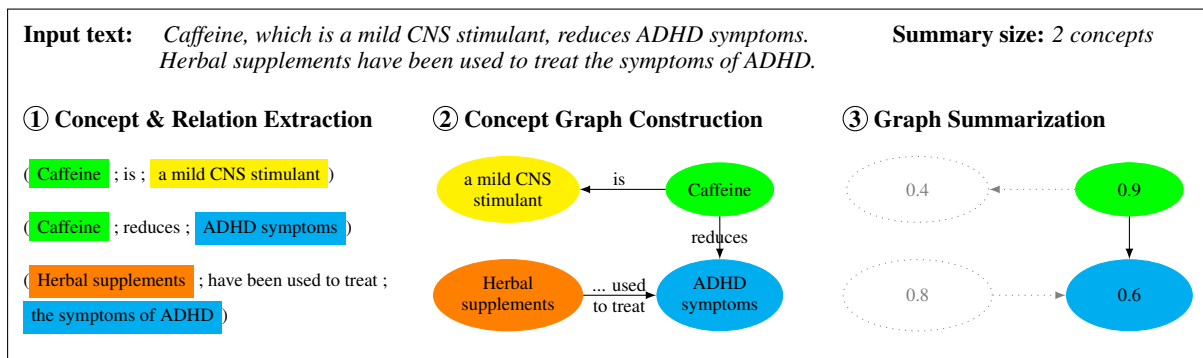 Input text: Caffeine, which is a mild CNS stimulant, reduces ADHD symptoms. Summary size: 2 concepts
Herbal supplements have been used to treat the symptoms of ADHD.
1 Concept & Relation Extraction
( Caffeine ; is ; a mild CNS stimulant )
( Caffeine ; reduces ; ADHD symptoms )
( Herbal supplements ; have been used to treat ;
the symptoms of ADHD )
2 Concept Graph Construction
a mild CNS
stimulant
is
Caffeine
reduces
Herbal
supplements
... used
to treat
ADHD
symptoms
3 Graph Summarization
0.4
0.9
0.8
0.6